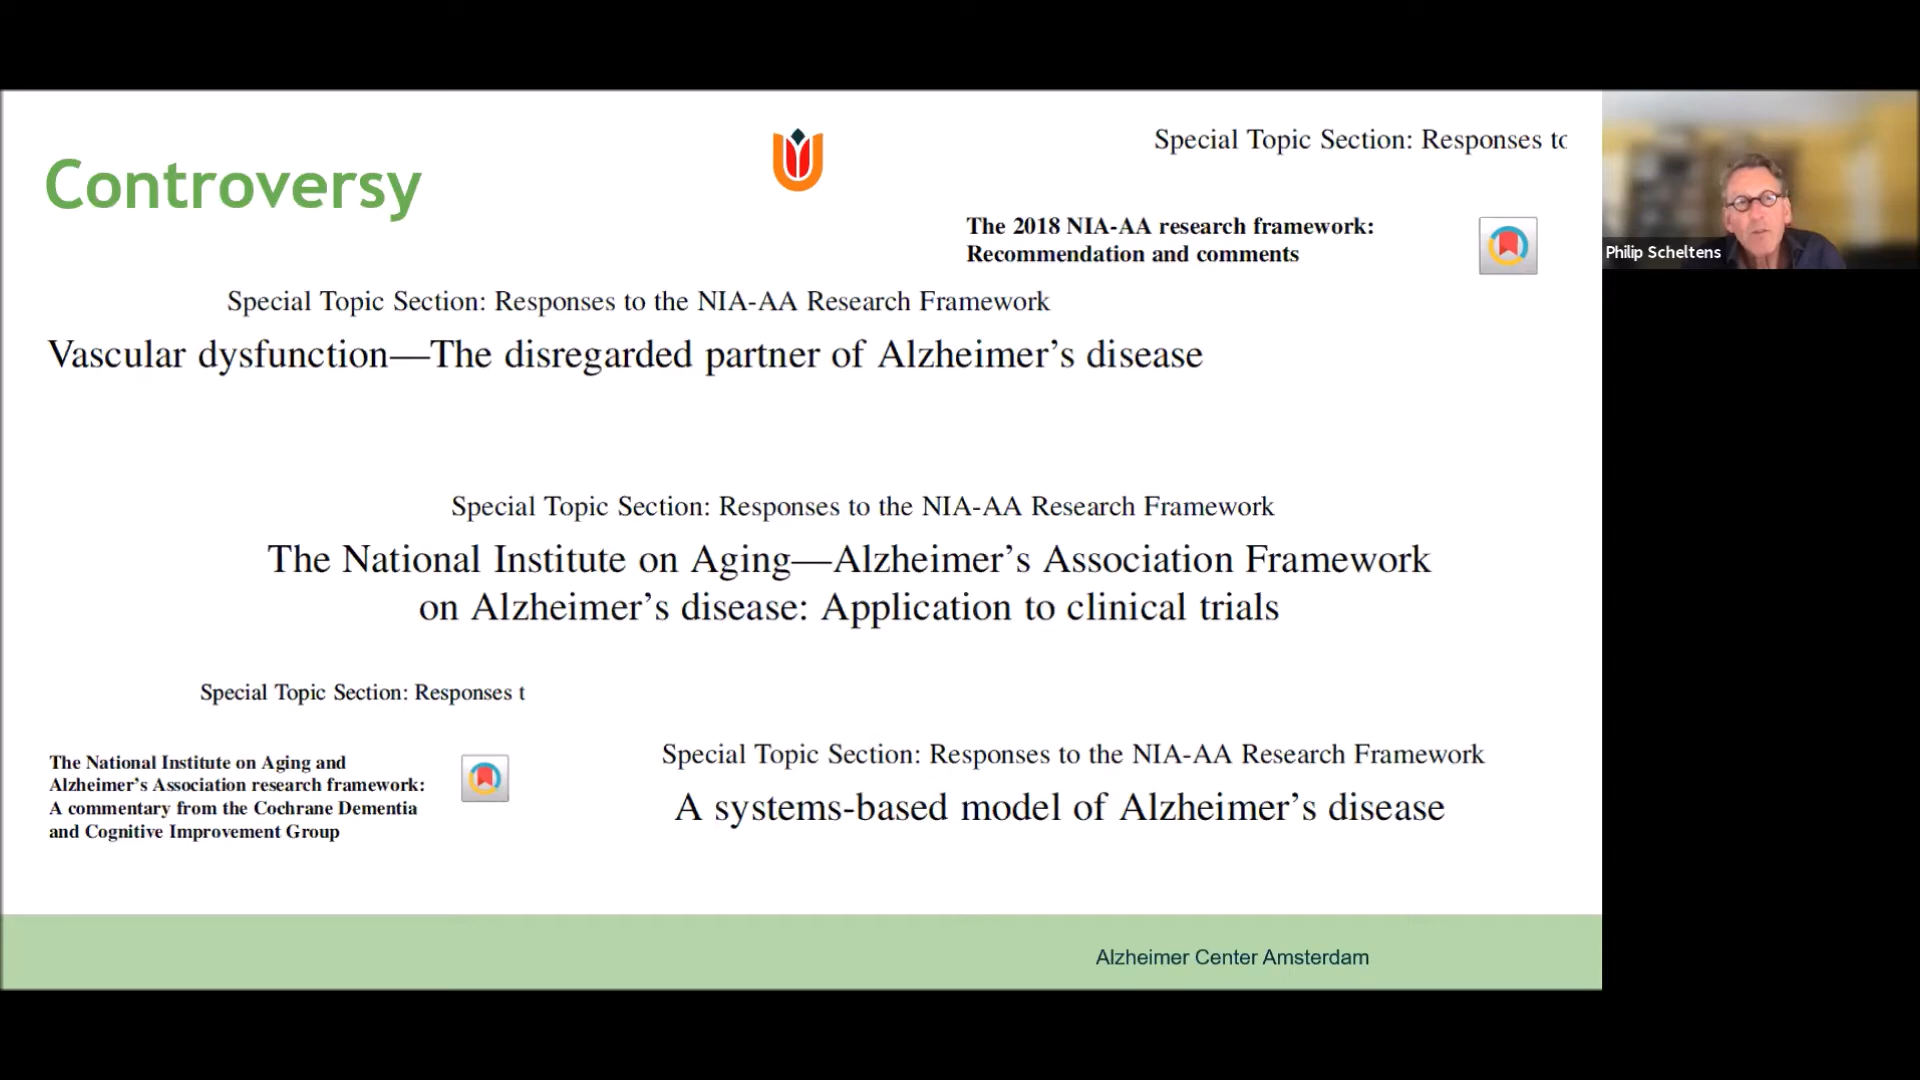 Controversy
Special Topic Section: Responses to
The 2018 NIA-AA research framework:
Recommendation and comments
Philip Scheltens
Special Topic Section: Responses to the NIA-AA Research Framework
Vascular dysfunction—The disregarded partner of Alzheimer's disease
Special Topic Section: Responses to the NIA-AA Research Framework
The National Institute on Aging—Alzheimer's Association Framework
on Alzheimer's disease: Application to clinical trials
Special Topic Section: Responses t
The National Institute on Aging and
Alzheimer's Association research framework:
A commentary from the Cochrane Dementia
and Cognitive Improvement Group
Special Topic Section: Responses to the NIA-AA Research Framework
A systems-based model of Alzheimer's disease
Alzheimer Center Amsterdam